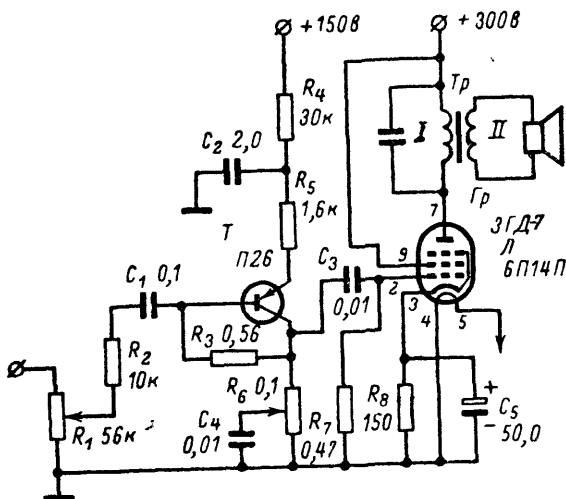 +150В
+300В
R4
30к
Тр
C2 2,0
I
II
R5
1,6к
Т
Гр
7
3ГД-7
Л
6П14П
П26
C3
9
C1 0,1
2
0,01
3
4
5
R3 0,56
R2
10к
R6 0,1
R8
150
+
C5
C4
0,01
R7
0,47
R1 56к
- 50,0